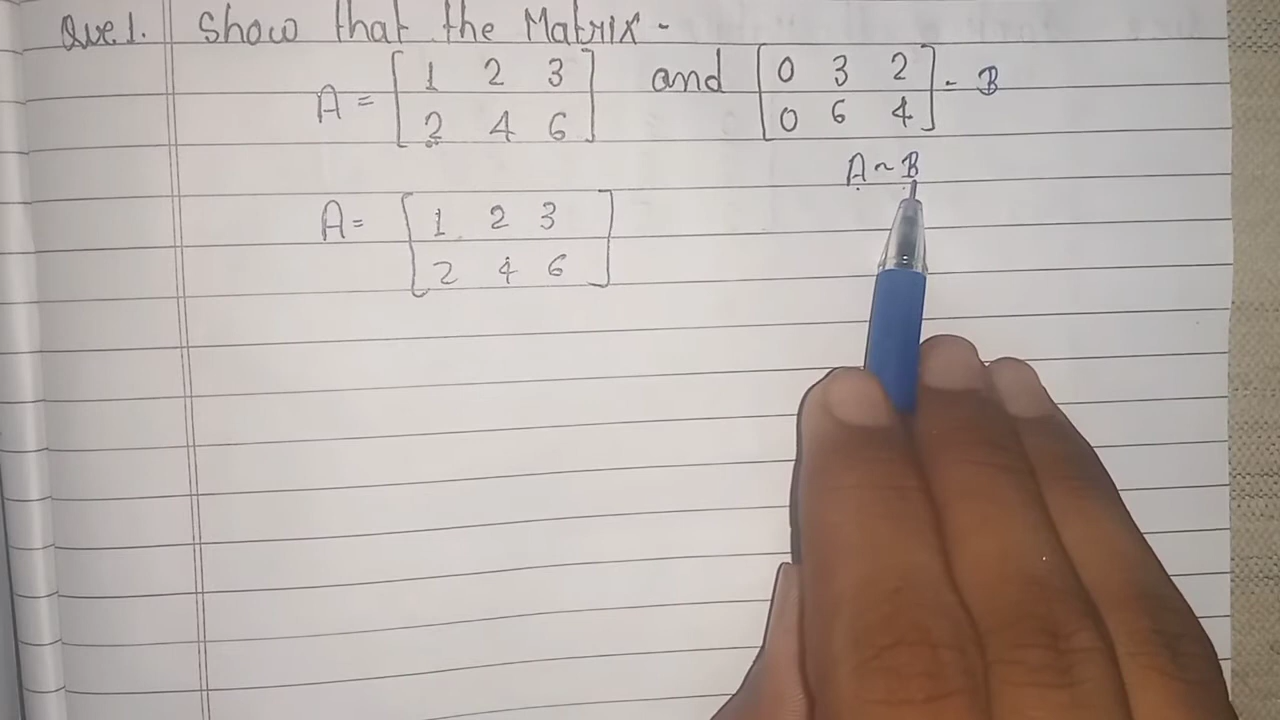 Que 1. Show that the Matrix -
A = [ 1 2 3 ] and [ 0 3 2 ] - B
[ 2 4 6 ] [ 0 6 4 ]
A ~ B
A = [ 1 2 3 ]
[ 2 4 6 ]